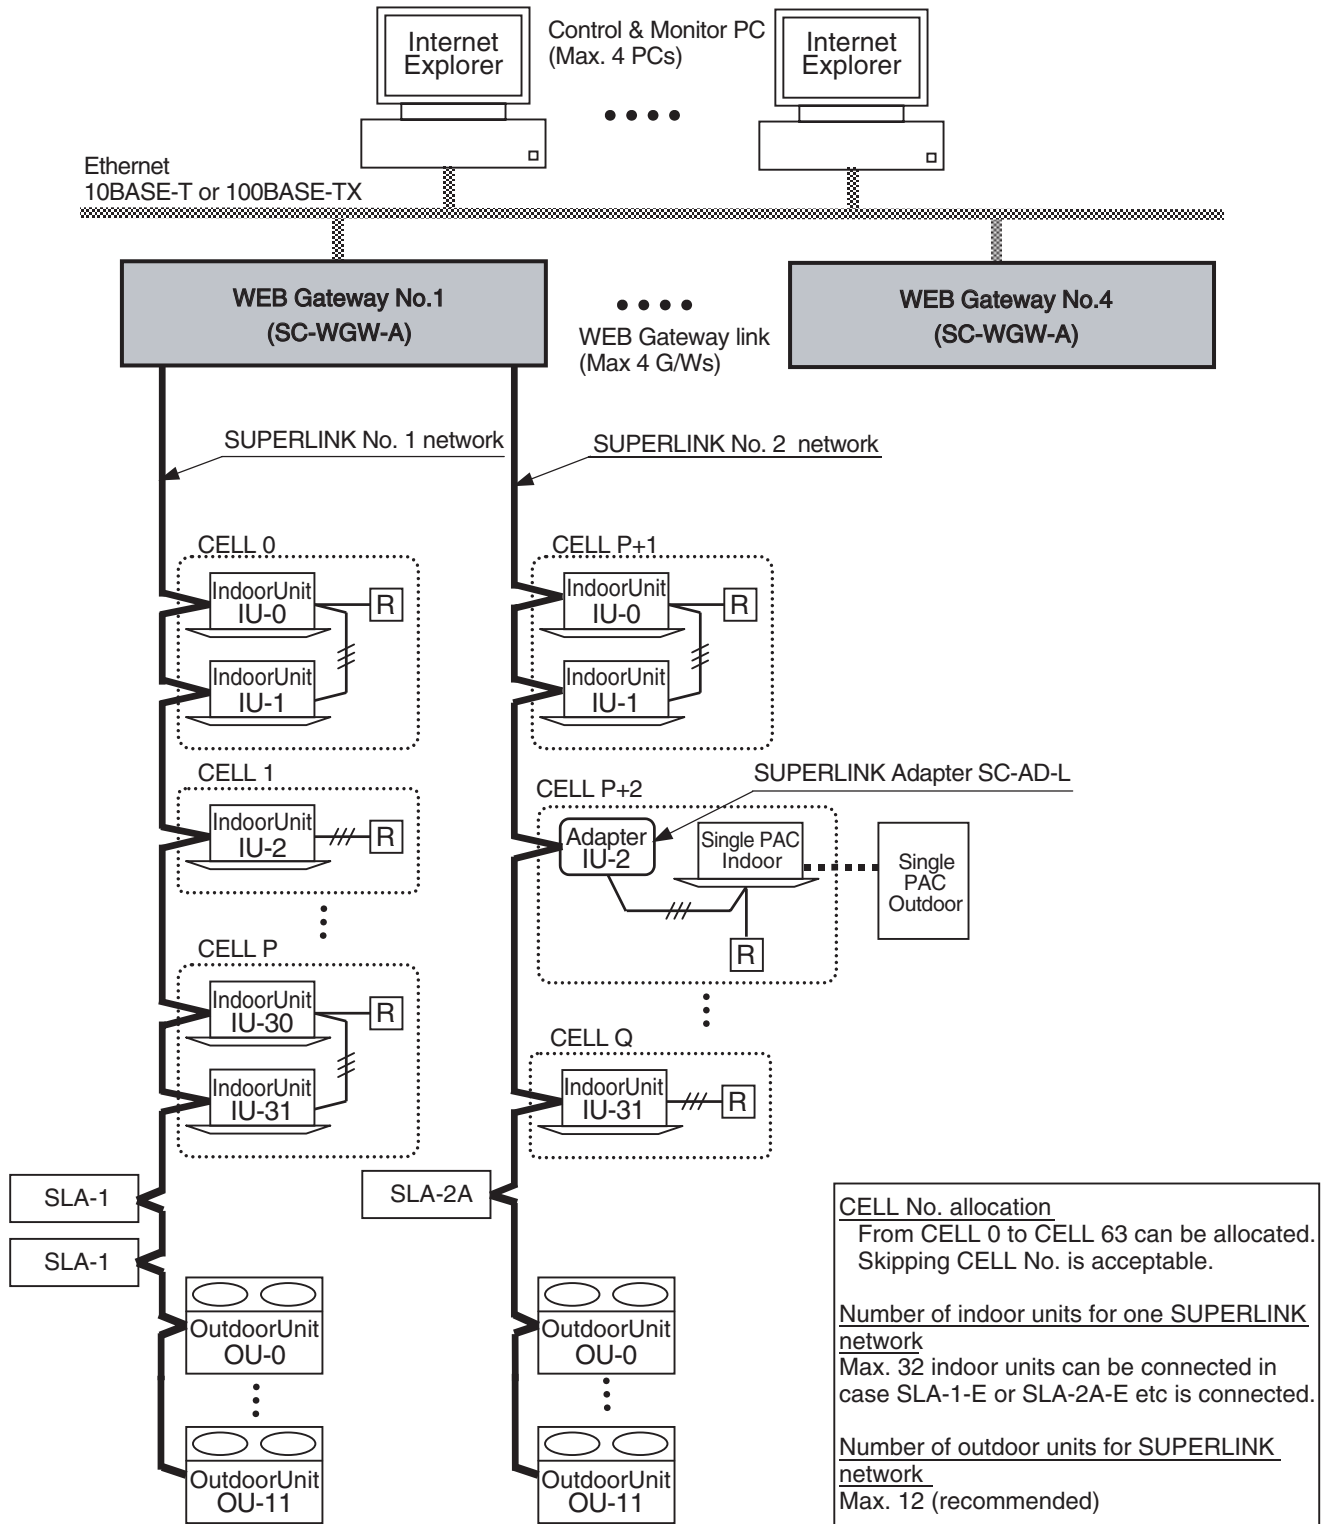 Internet
Explorer
Control & Monitor PC
(Max. 4 PCs)
Internet
Explorer
Ethernet
10BASE-T or 100BASE-TX
WEB Gateway No.1
(SC-WGW-A)
WEB Gateway link
(Max 4 G/Ws)
WEB Gateway No.4
(SC-WGW-A)
SUPERLINK No. 1 network
SUPERLINK No. 2  network
CELL 0
IndoorUnit
IU-0
R
IndoorUnit
IU-1
CELL 1
IndoorUnit
IU-2
R
CELL P
IndoorUnit
IU-30
R
IndoorUnit
IU-31
SLA-1
SLA-1
OutdoorUnit
OU-0
OutdoorUnit
OU-11
CELL P+1
IndoorUnit
IU-0
R
IndoorUnit
IU-1
SUPERLINK Adapter SC-AD-L
CELL P+2
Adapter
IU-2
Single PAC
Indoor
R
Single
PAC
Outdoor
CELL Q
IndoorUnit
IU-31
R
SLA-2A
OutdoorUnit
OU-0
OutdoorUnit
OU-11
CELL No. allocation
From CELL 0 to CELL 63 can be allocated.
Skipping CELL No. is acceptable.
Number of indoor units for one SUPERLINK
network
Max. 32 indoor units can be connected in
case SLA-1-E or SLA-2A-E etc is connected.
Number of outdoor units for SUPERLINK
network
Max. 12 (recommended)